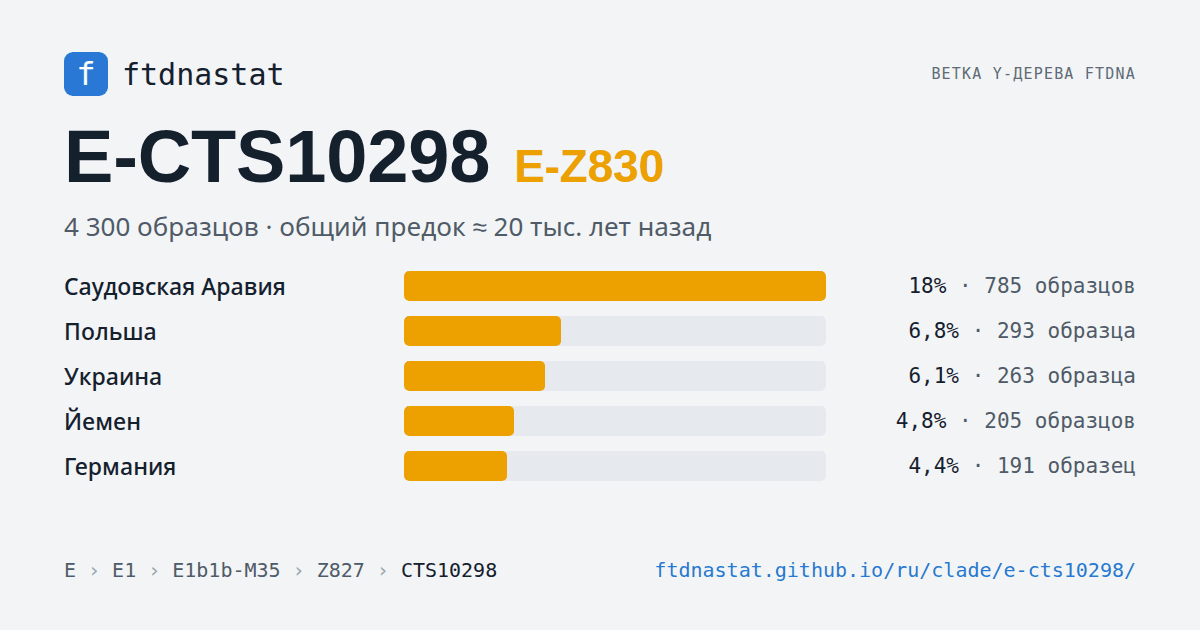 f ftdnastat
ВЕТКА Y-ДЕРЕВА FTDNA
E-CTS10298 E-Z830
4 300 образцов · общий предок ≈ 20 тыс. лет назад
Саудовская Аравия 18% · 785 образцов
Польша 6,8% · 293 образца
Украина 6,1% · 263 образца
Йемен 4,8% · 205 образцов
Германия 4,4% · 191 образец
E › E1 › E1b1b-M35 › Z827 › CTS10298
ftdnastat.github.io/ru/clade/e-cts10298/